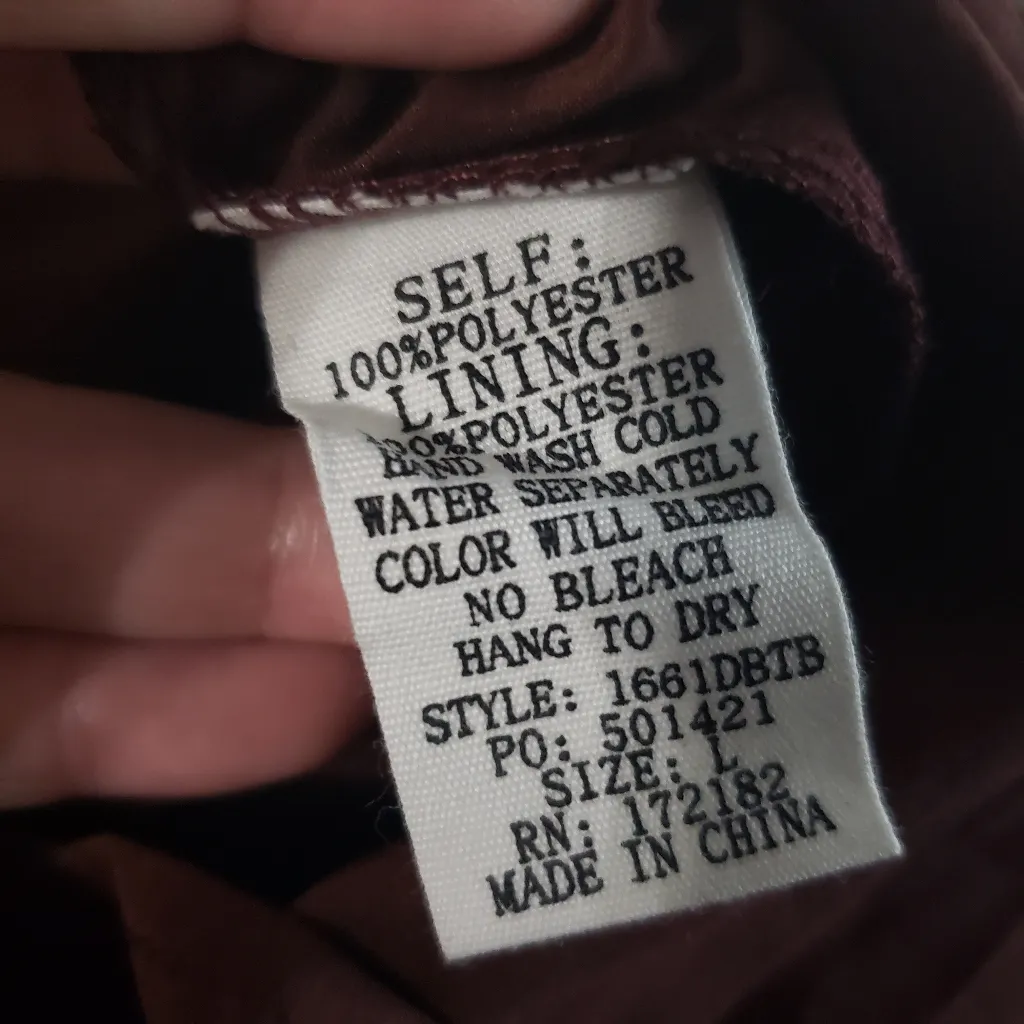 SELF:
100%POLYESTER
LINING:
100%POLYESTER
HAND WASH COLD
WATER SEPARATELY
COLOR WILL BLEED
NO BLEACH
HANG TO DRY
STYLE: 1661DBTB
PO: 501421
SIZE: L
RN: 172182
MADE IN CHINA